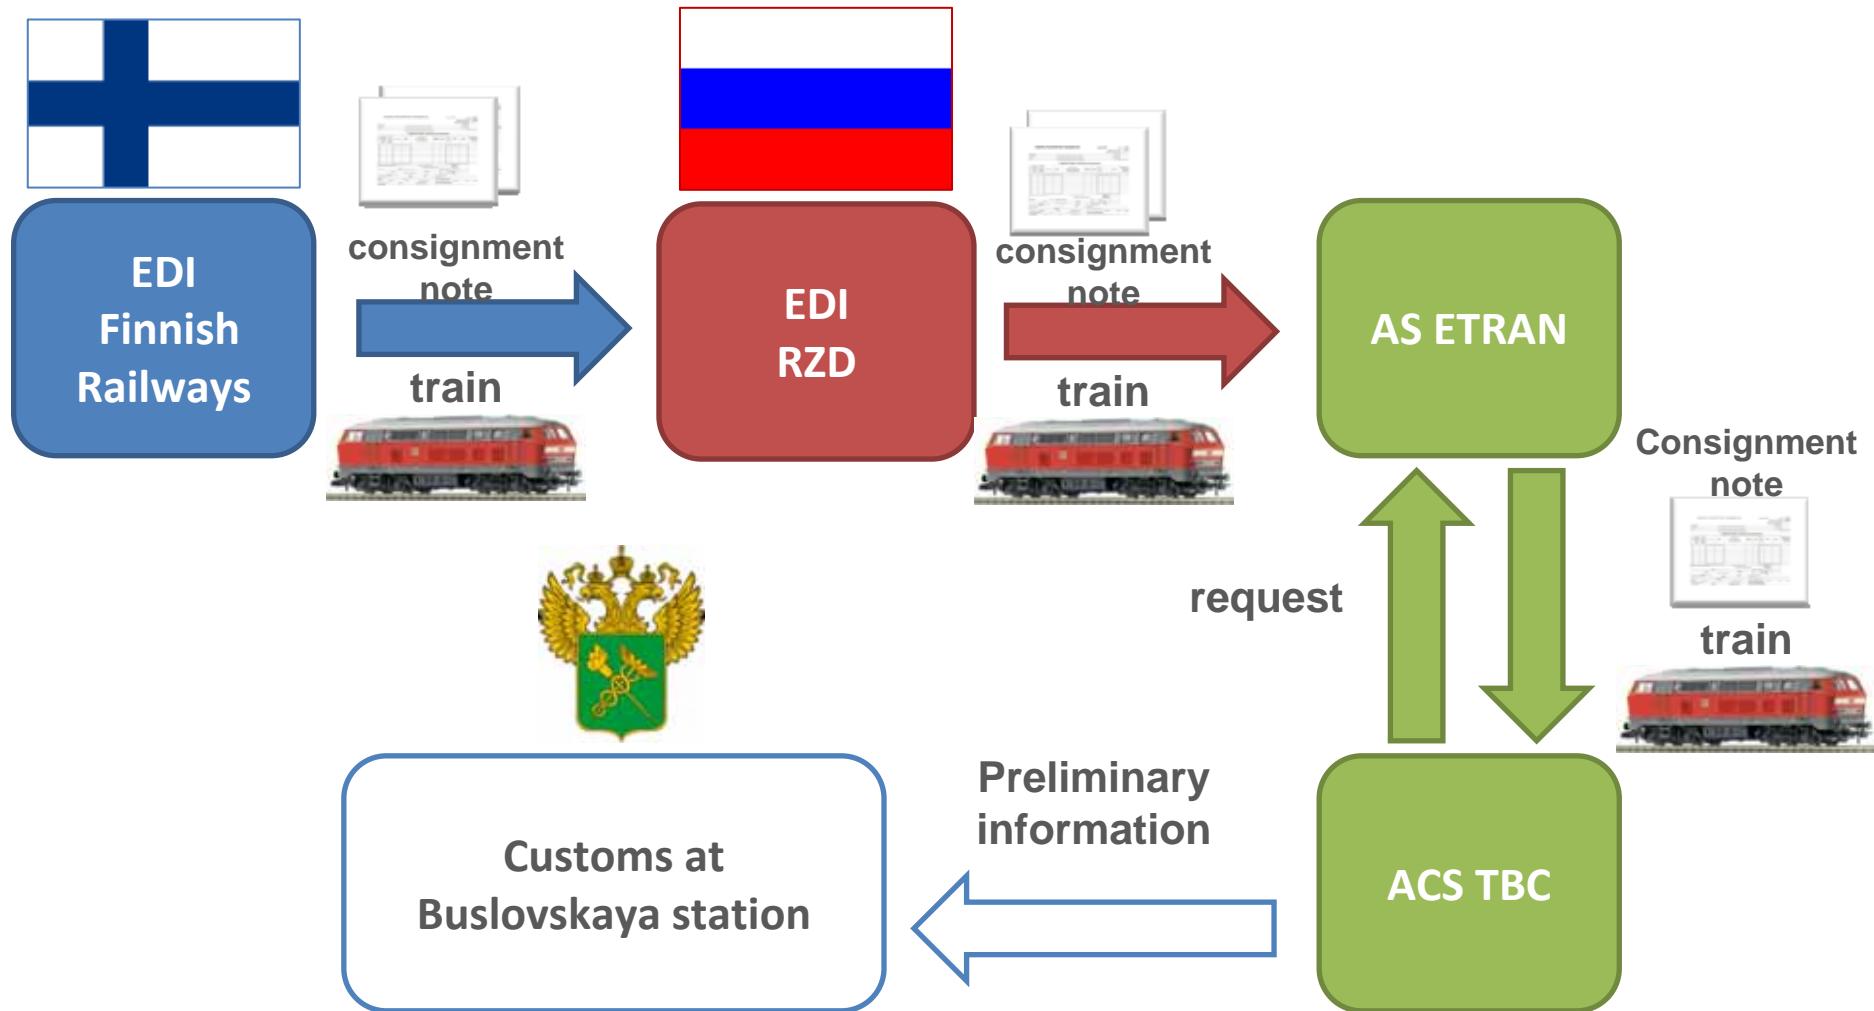 EDI
Finnish
Railways
consignment
note
train
EDI
RZD
consignment
note
train
AS ETRAN
Consignment
note
train
request
Preliminary
information
Customs at
Buslovskaya station
ACS TBC